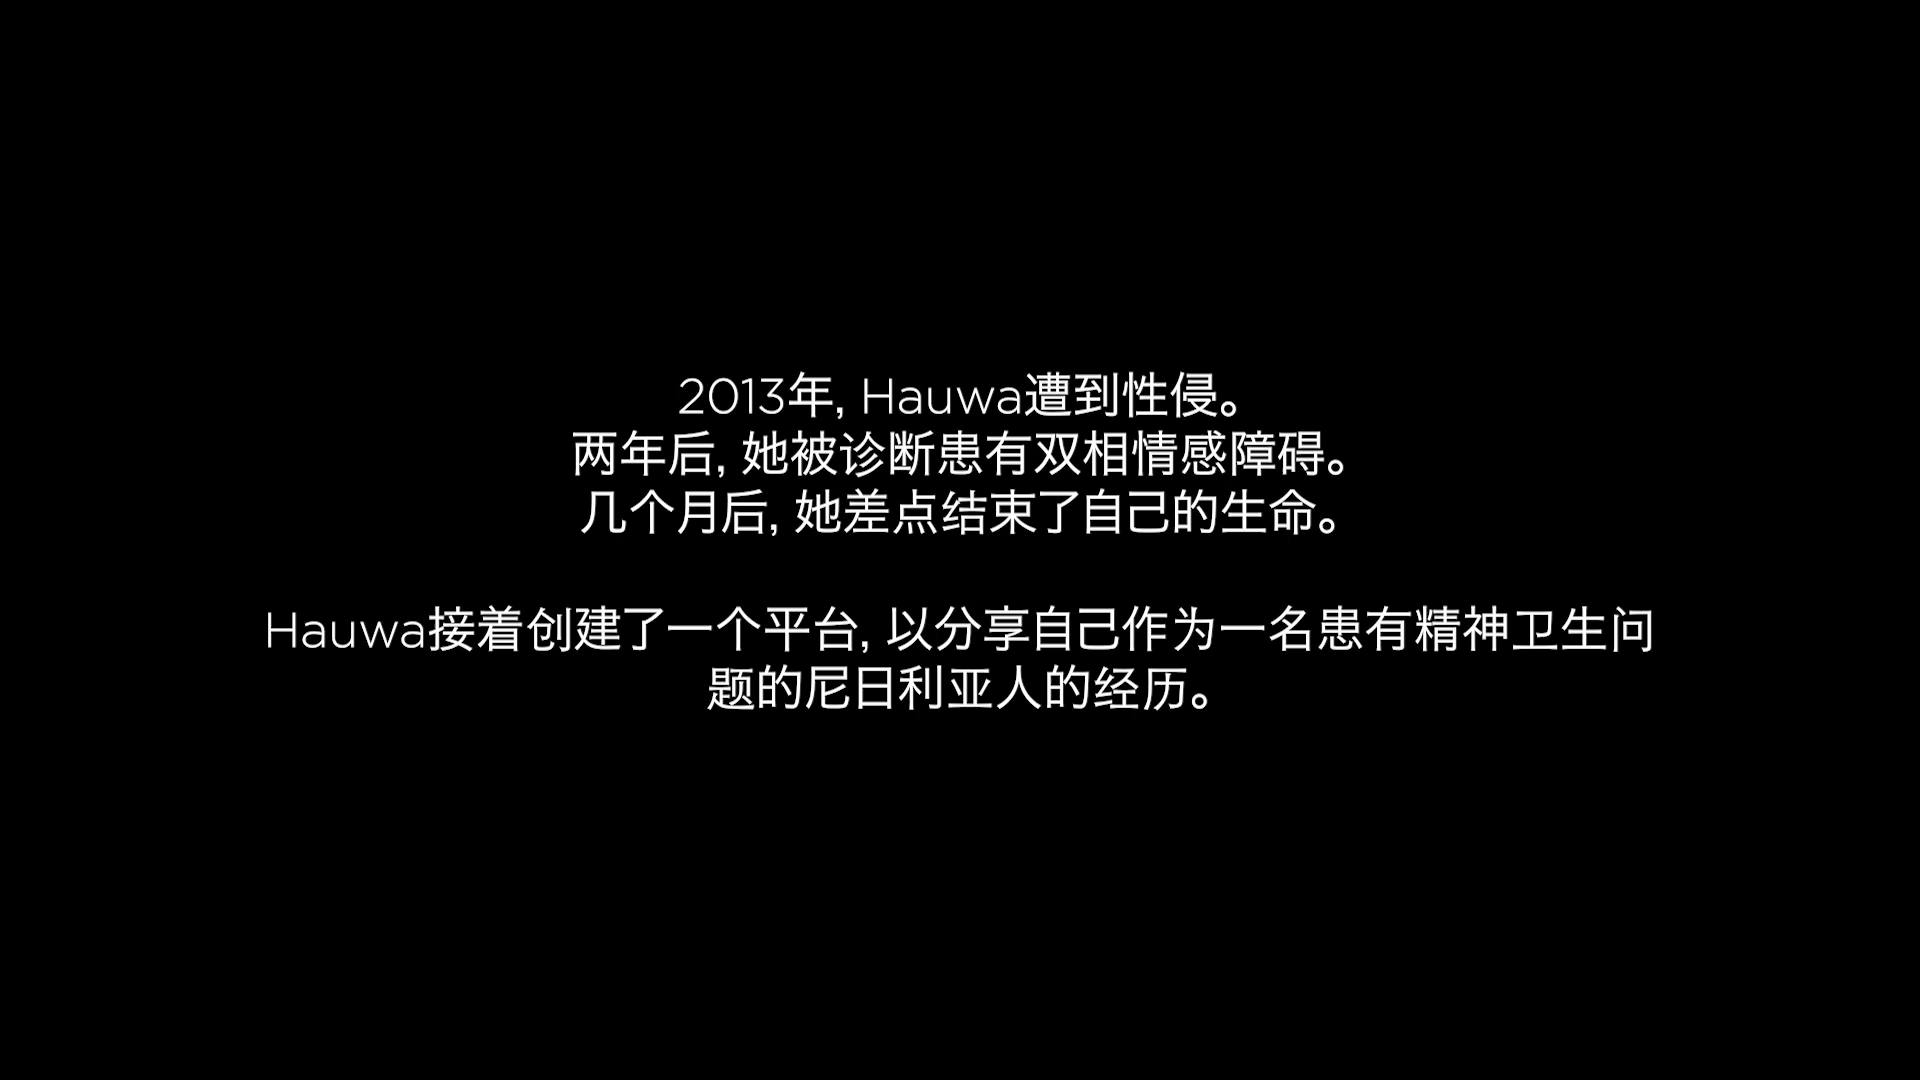 2013年, Hauwa遭到性侵。
两年后, 她被诊断患有双相情感障碍。
几个月后, 她差点结束了自己的生命。
Hauwa接着创建了一个平台, 以分享自己作为一名患有精神卫生问
题的尼日利亚人的经历。